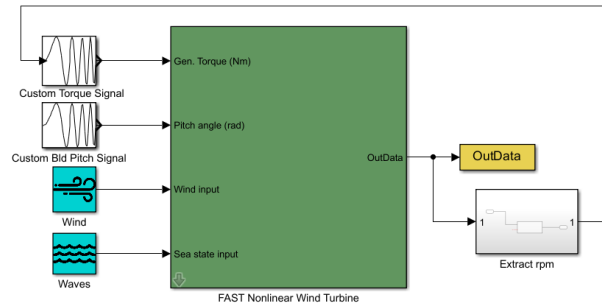 Gen. Torque (Nm)
Custom Torque Signal
Pitch angle (rad)
Custom Bld Pitch Signal
OutData
OutData
Wind input
Wind
1
1
Extract rpm
Sea state input
Waves
FAST Nonlinear Wind Turbine